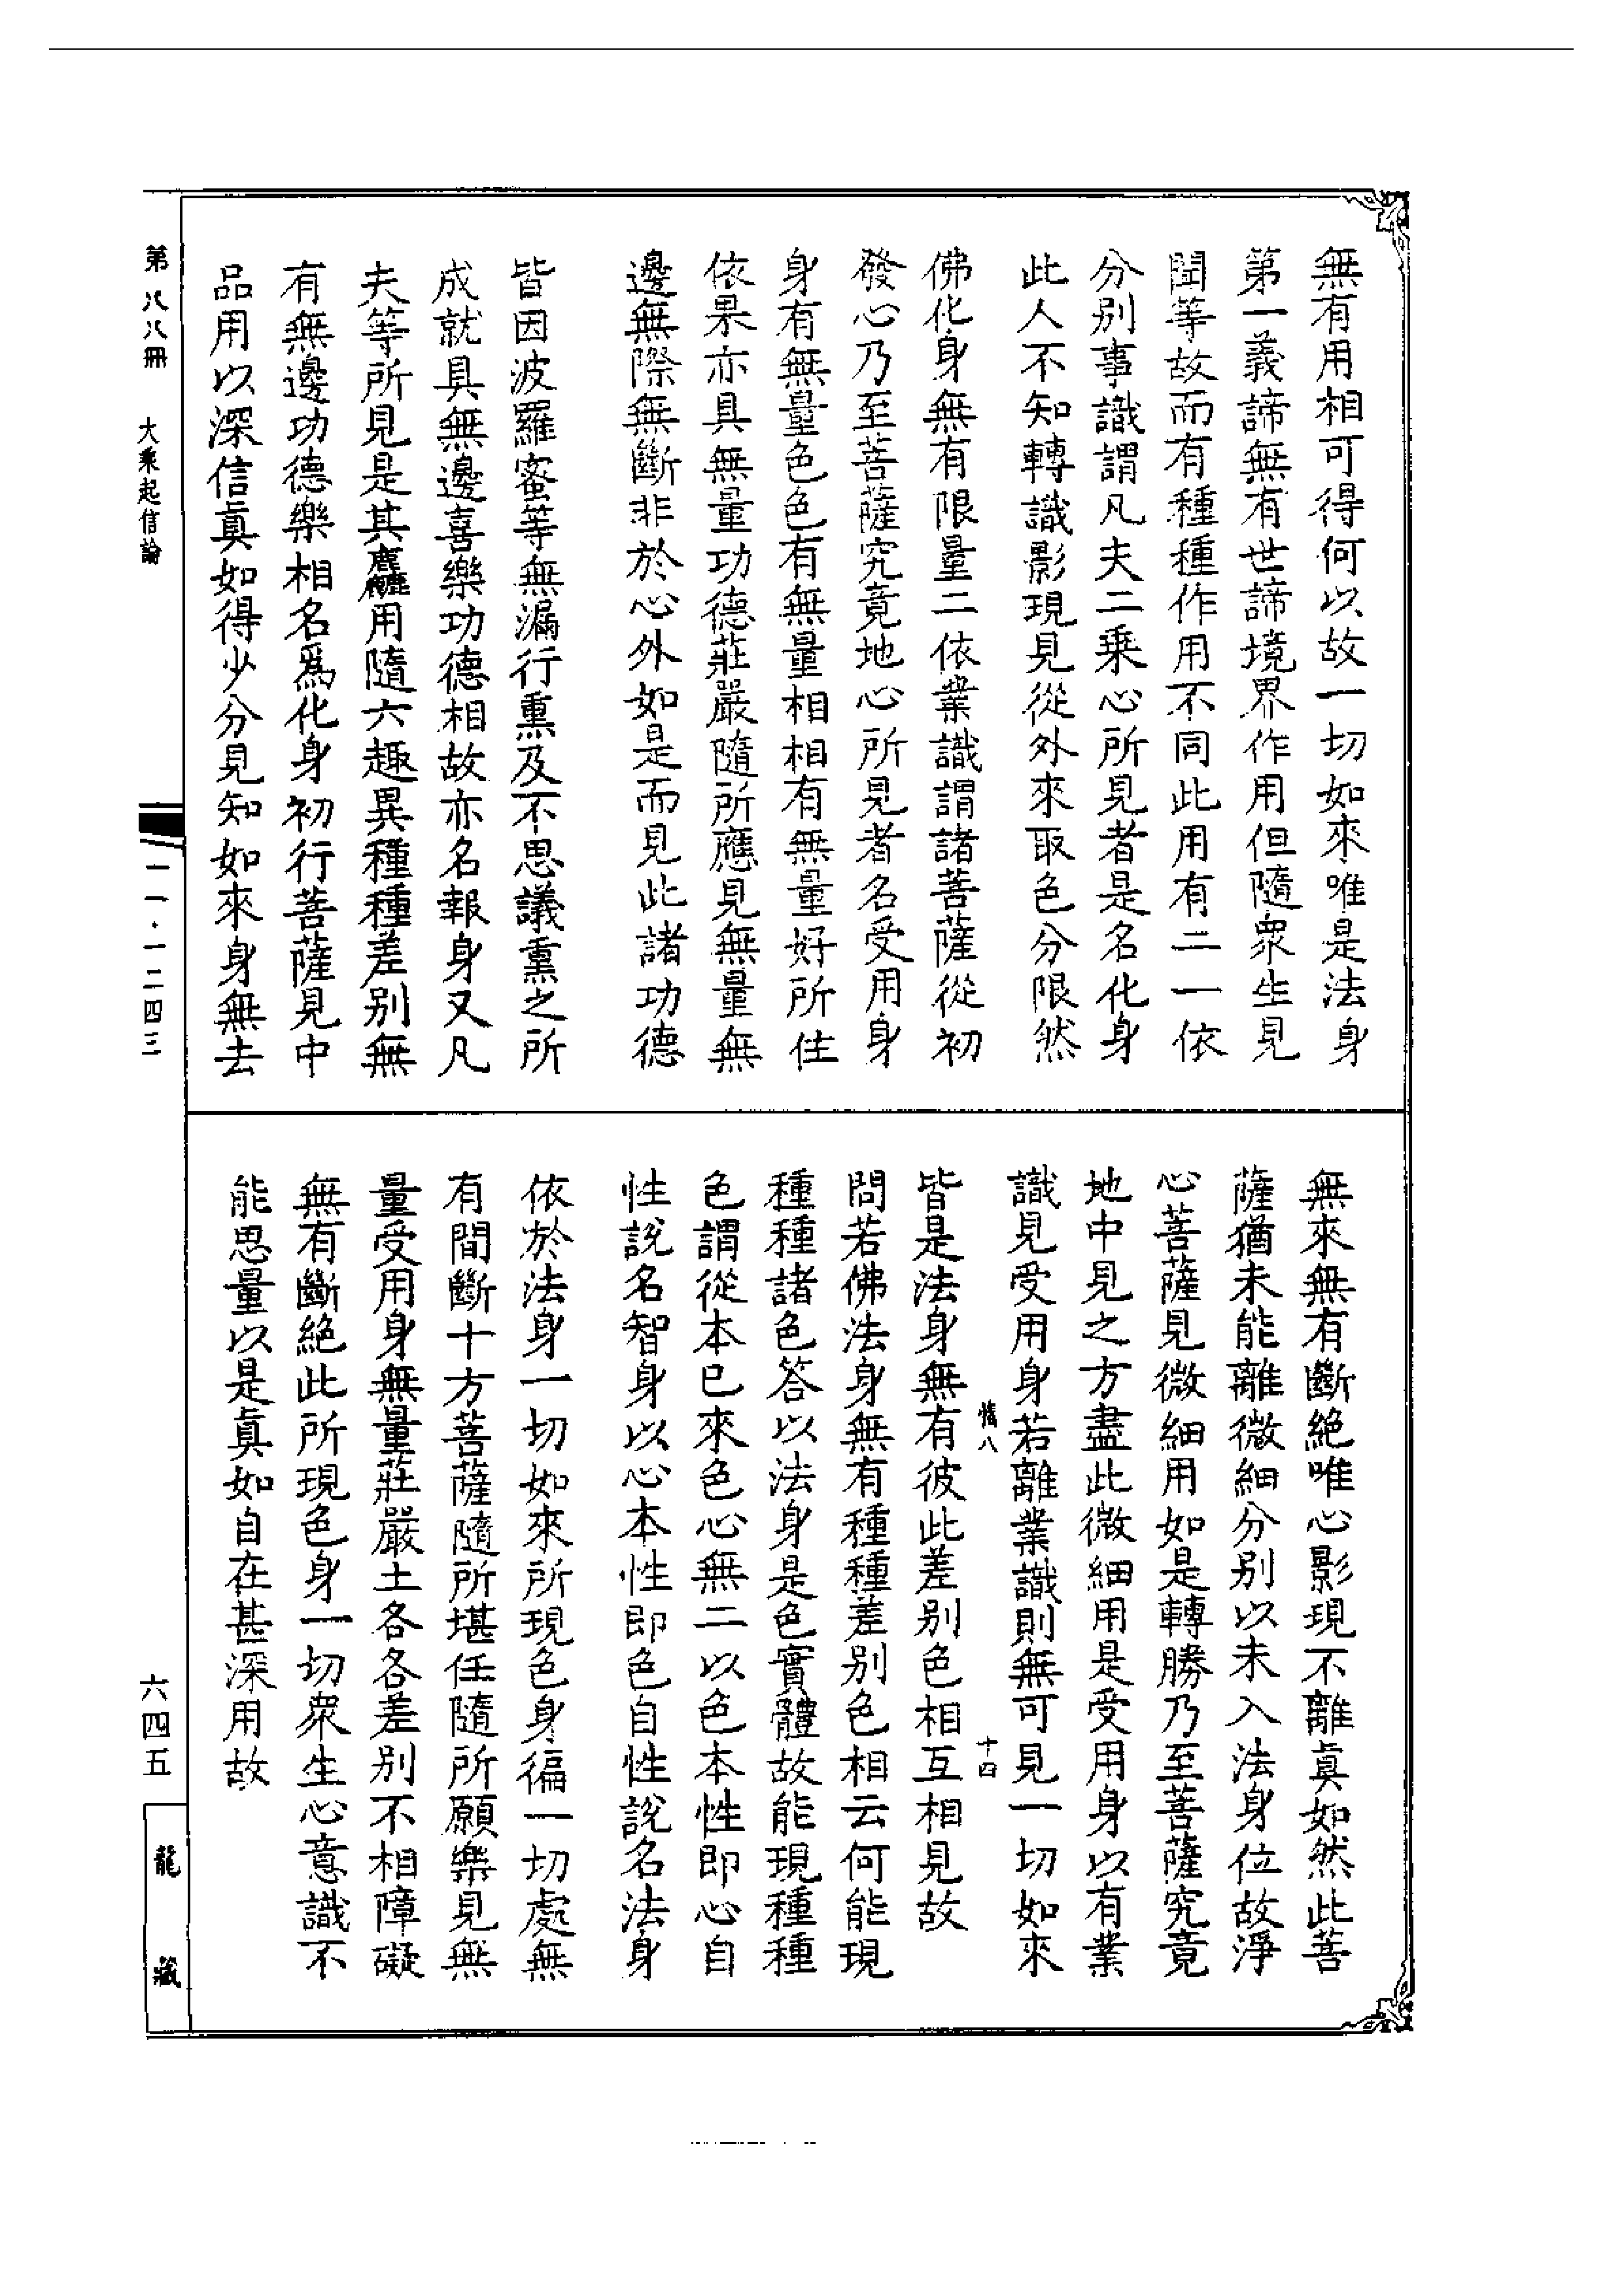 無有用相可得何以故一切如來唯是法身
第一義諦無有世諦境界作用但隨衆生見
聞等故而有種種作用不同此用有二一依
分別事識謂凡夫二乘心所見者是名化身
此人不知轉識影現見從外來取色分限然
佛化身無有限量二依業識謂諸菩薩從初
發心乃至菩薩究竟地心所見者名受用身
身有無量色色有無量相相有無量好所住
依果亦具無量功德莊嚴隨所應見無量無
邊無際無斷非於心外如是而見此諸功德
皆因波羅蜜等無漏行熏及不思議熏之所
成就具無邊喜樂功德相故亦名報身又凡
夫等所見是其麤用隨六趣異種種差別無
有無邊功德樂相名爲化身初行菩薩見中
品用以深信眞如得少分見知如來身無去
無來無有斷絕唯心影現不離眞如然此菩
薩猶未能離微細分別以未入法身位故淨
心菩薩見微細用如是轉勝乃至菩薩究竟
地中見之方盡此微細用是受用身以有業
識見受用身若離業識則無可見一切如來
十四
皆是法身無有彼此差別色相互相見故
問若佛法身無有種種差別色相云何能現
種種諸色答以法身是色實體故能現種種
色謂從本已來色心無二以色本性即心自
性說名智身以心本性即色自性說名法身
依於法身一切如來所現色身徧一切處無
有間斷十方菩薩隨所堪任隨所願樂見無
量受用身無量莊嚴土各各差別不相障礙
無有斷絕此所現色身一切衆生心意識不
能思量以是眞如自在甚深用故
第八八冊
大乘起信論
一一·一二四三
六四五
龍藏